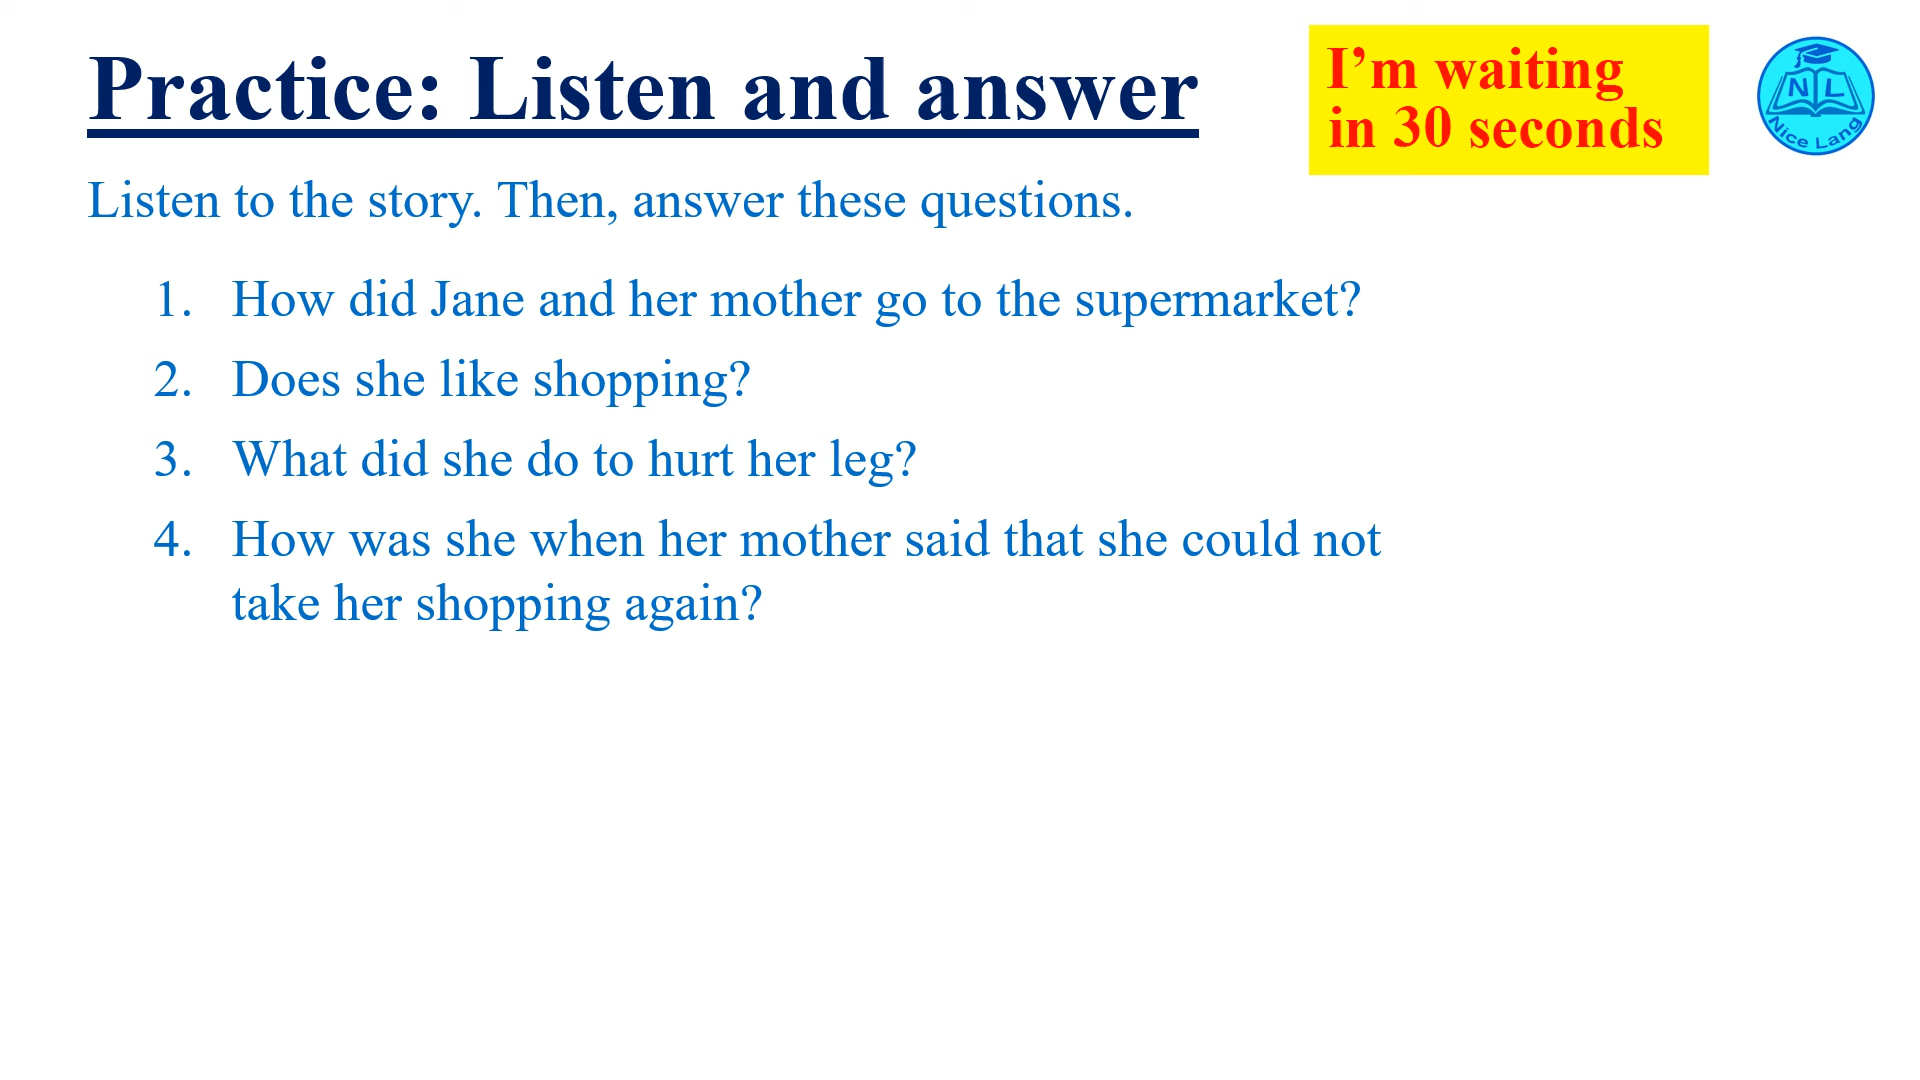 Practice: Listen and answer
I’m waiting
in 30 seconds
N L
Nice Lang
Listen to the story. Then, answer these questions.
1. How did Jane and her mother go to the supermarket?
2. Does she like shopping?
3. What did she do to hurt her leg?
4. How was she when her mother said that she could not
take her shopping again?